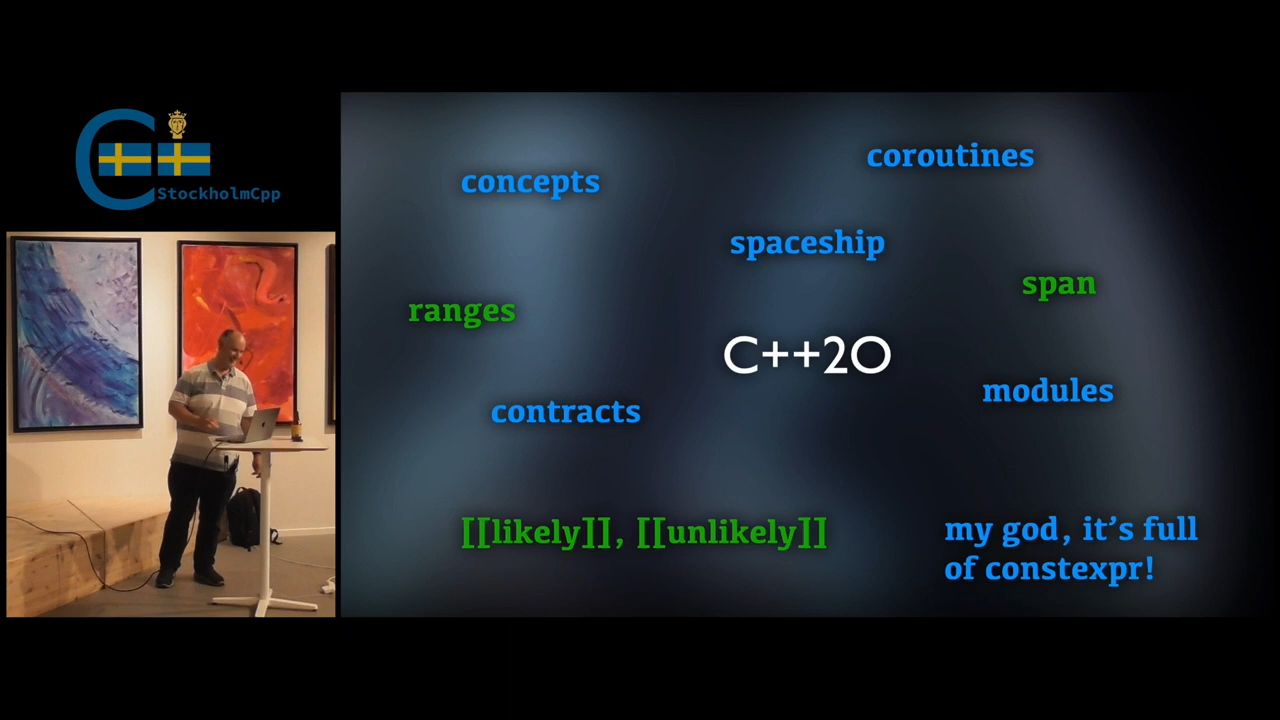 StockholmCpp
concepts
coroutines
spaceship
ranges
span
C++20
contracts
modules
[[likely]], [[unlikely]]
my god, it's full
of constexpr!